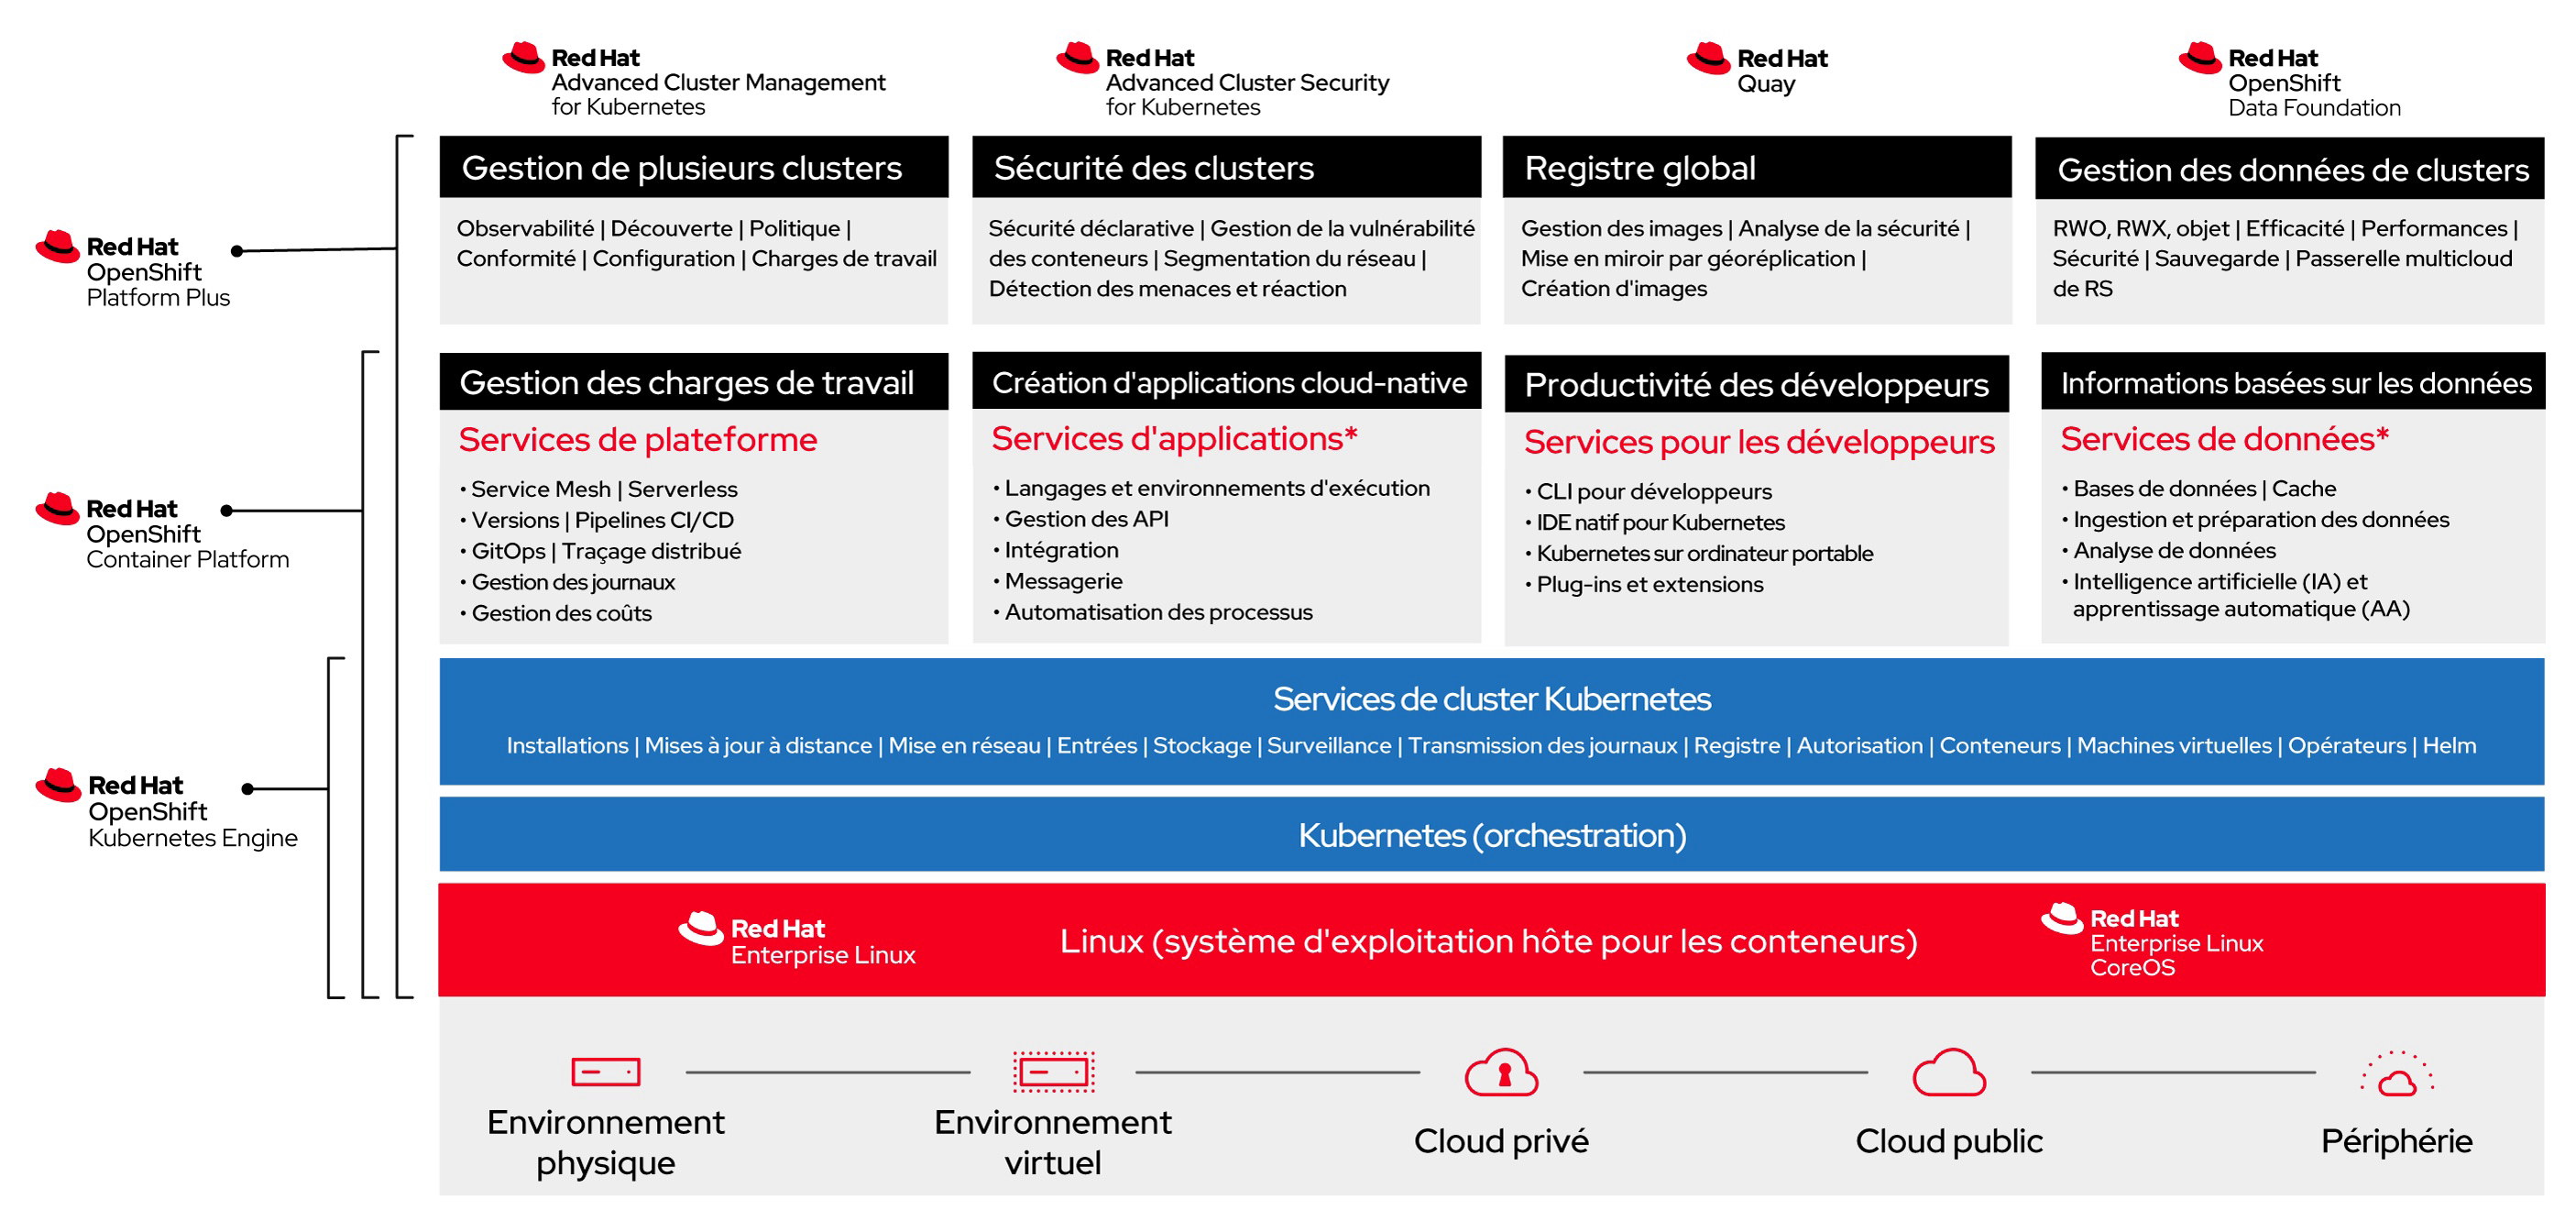 Red Hat
Advanced Cluster Management
for Kubernetes
Red Hat
Advanced Cluster Security
for Kubernetes
Red Hat
Quay
Red Hat
OpenShift
Data Foundation
Red Hat
OpenShift
Platform Plus
Gestion de plusieurs clusters
Observabilité | Découverte | Politique |
Conformité | Configuration | Charges de travail
Sécurité des clusters
Sécurité déclarative | Gestion de la vulnérabilité
des conteneurs | Segmentation du réseau |
Détection des menaces et réaction
Registre global
Gestion des images | Analyse de la sécurité |
Mise en miroir par géoréplication |
Création d'images
Gestion des données de clusters
RWO, RWX, objet | Efficacité | Performances |
Sécurité | Sauvegarde | Passerelle multicloud
de RS
Red Hat
OpenShift
Container Platform
Gestion des charges de travail
Services de plateforme
• Service Mesh | Serverless
• Versions | Pipelines CI/CD
• GitOps | Traçage distribué
• Gestion des journaux
• Gestion des coûts
Création d'applications cloud-native
Services d'applications*
• Langages et environnements d'exécution
• Gestion des API
• Intégration
• Messagerie
• Automatisation des processus
Productivité des développeurs
Services pour les développeurs
• CLI pour développeurs
• IDE natif pour Kubernetes
• Kubernetes sur ordinateur portable
• Plug-ins et extensions
Informations basées sur les données
Services de données*
• Bases de données | Cache
• Ingestion et préparation des données
• Analyse de données
• Intelligence artificielle (IA) et
apprentissage automatique (AA)
Red Hat
OpenShift
Kubernetes Engine
Services de cluster Kubernetes
Installations | Mises à jour à distance | Mise en réseau | Entrées | Stockage | Surveillance | Transmission des journaux | Registre | Autorisation | Conteneurs | Machines virtuelles | Opérateurs | Helm
Kubernetes (orchestration)
Red Hat
Enterprise Linux
Linux (système d'exploitation hôte pour les conteneurs)
Red Hat
Enterprise Linux
CoreOS
Environnement
physique
Environnement
virtuel
Cloud privé
Cloud public
Périphérie